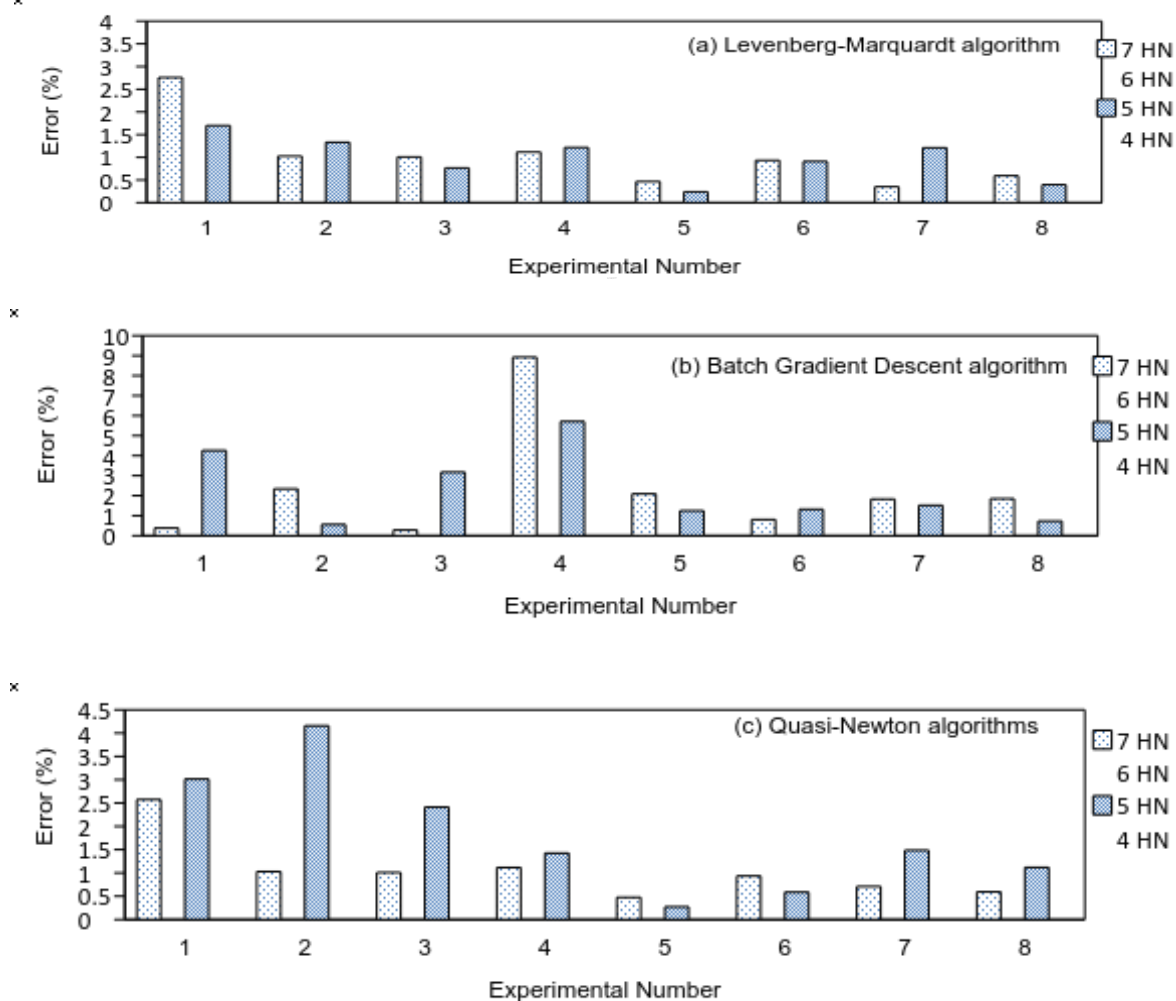 ×
4
3.5
3
2.5
2
1.5
1
0.5
0
Error (%)
(a) Levenberg-Marquardt algorithm
7 HN
6 HN
5 HN
4 HN
1 2 3 4 5 6 7 8
Experimental Number
×
10
9
8
7
6
5
4
3
2
1
0
Error (%)
(b) Batch Gradient Descent algorithm
7 HN
6 HN
5 HN
4 HN
1 2 3 4 5 6 7 8
Experimental Number
×
4.5
4
3.5
3
2.5
2
1.5
1
0.5
0
Error (%)
(c) Quasi-Newton algorithms
7 HN
6 HN
5 HN
4 HN
1 2 3 4 5 6 7 8
Experimental Number